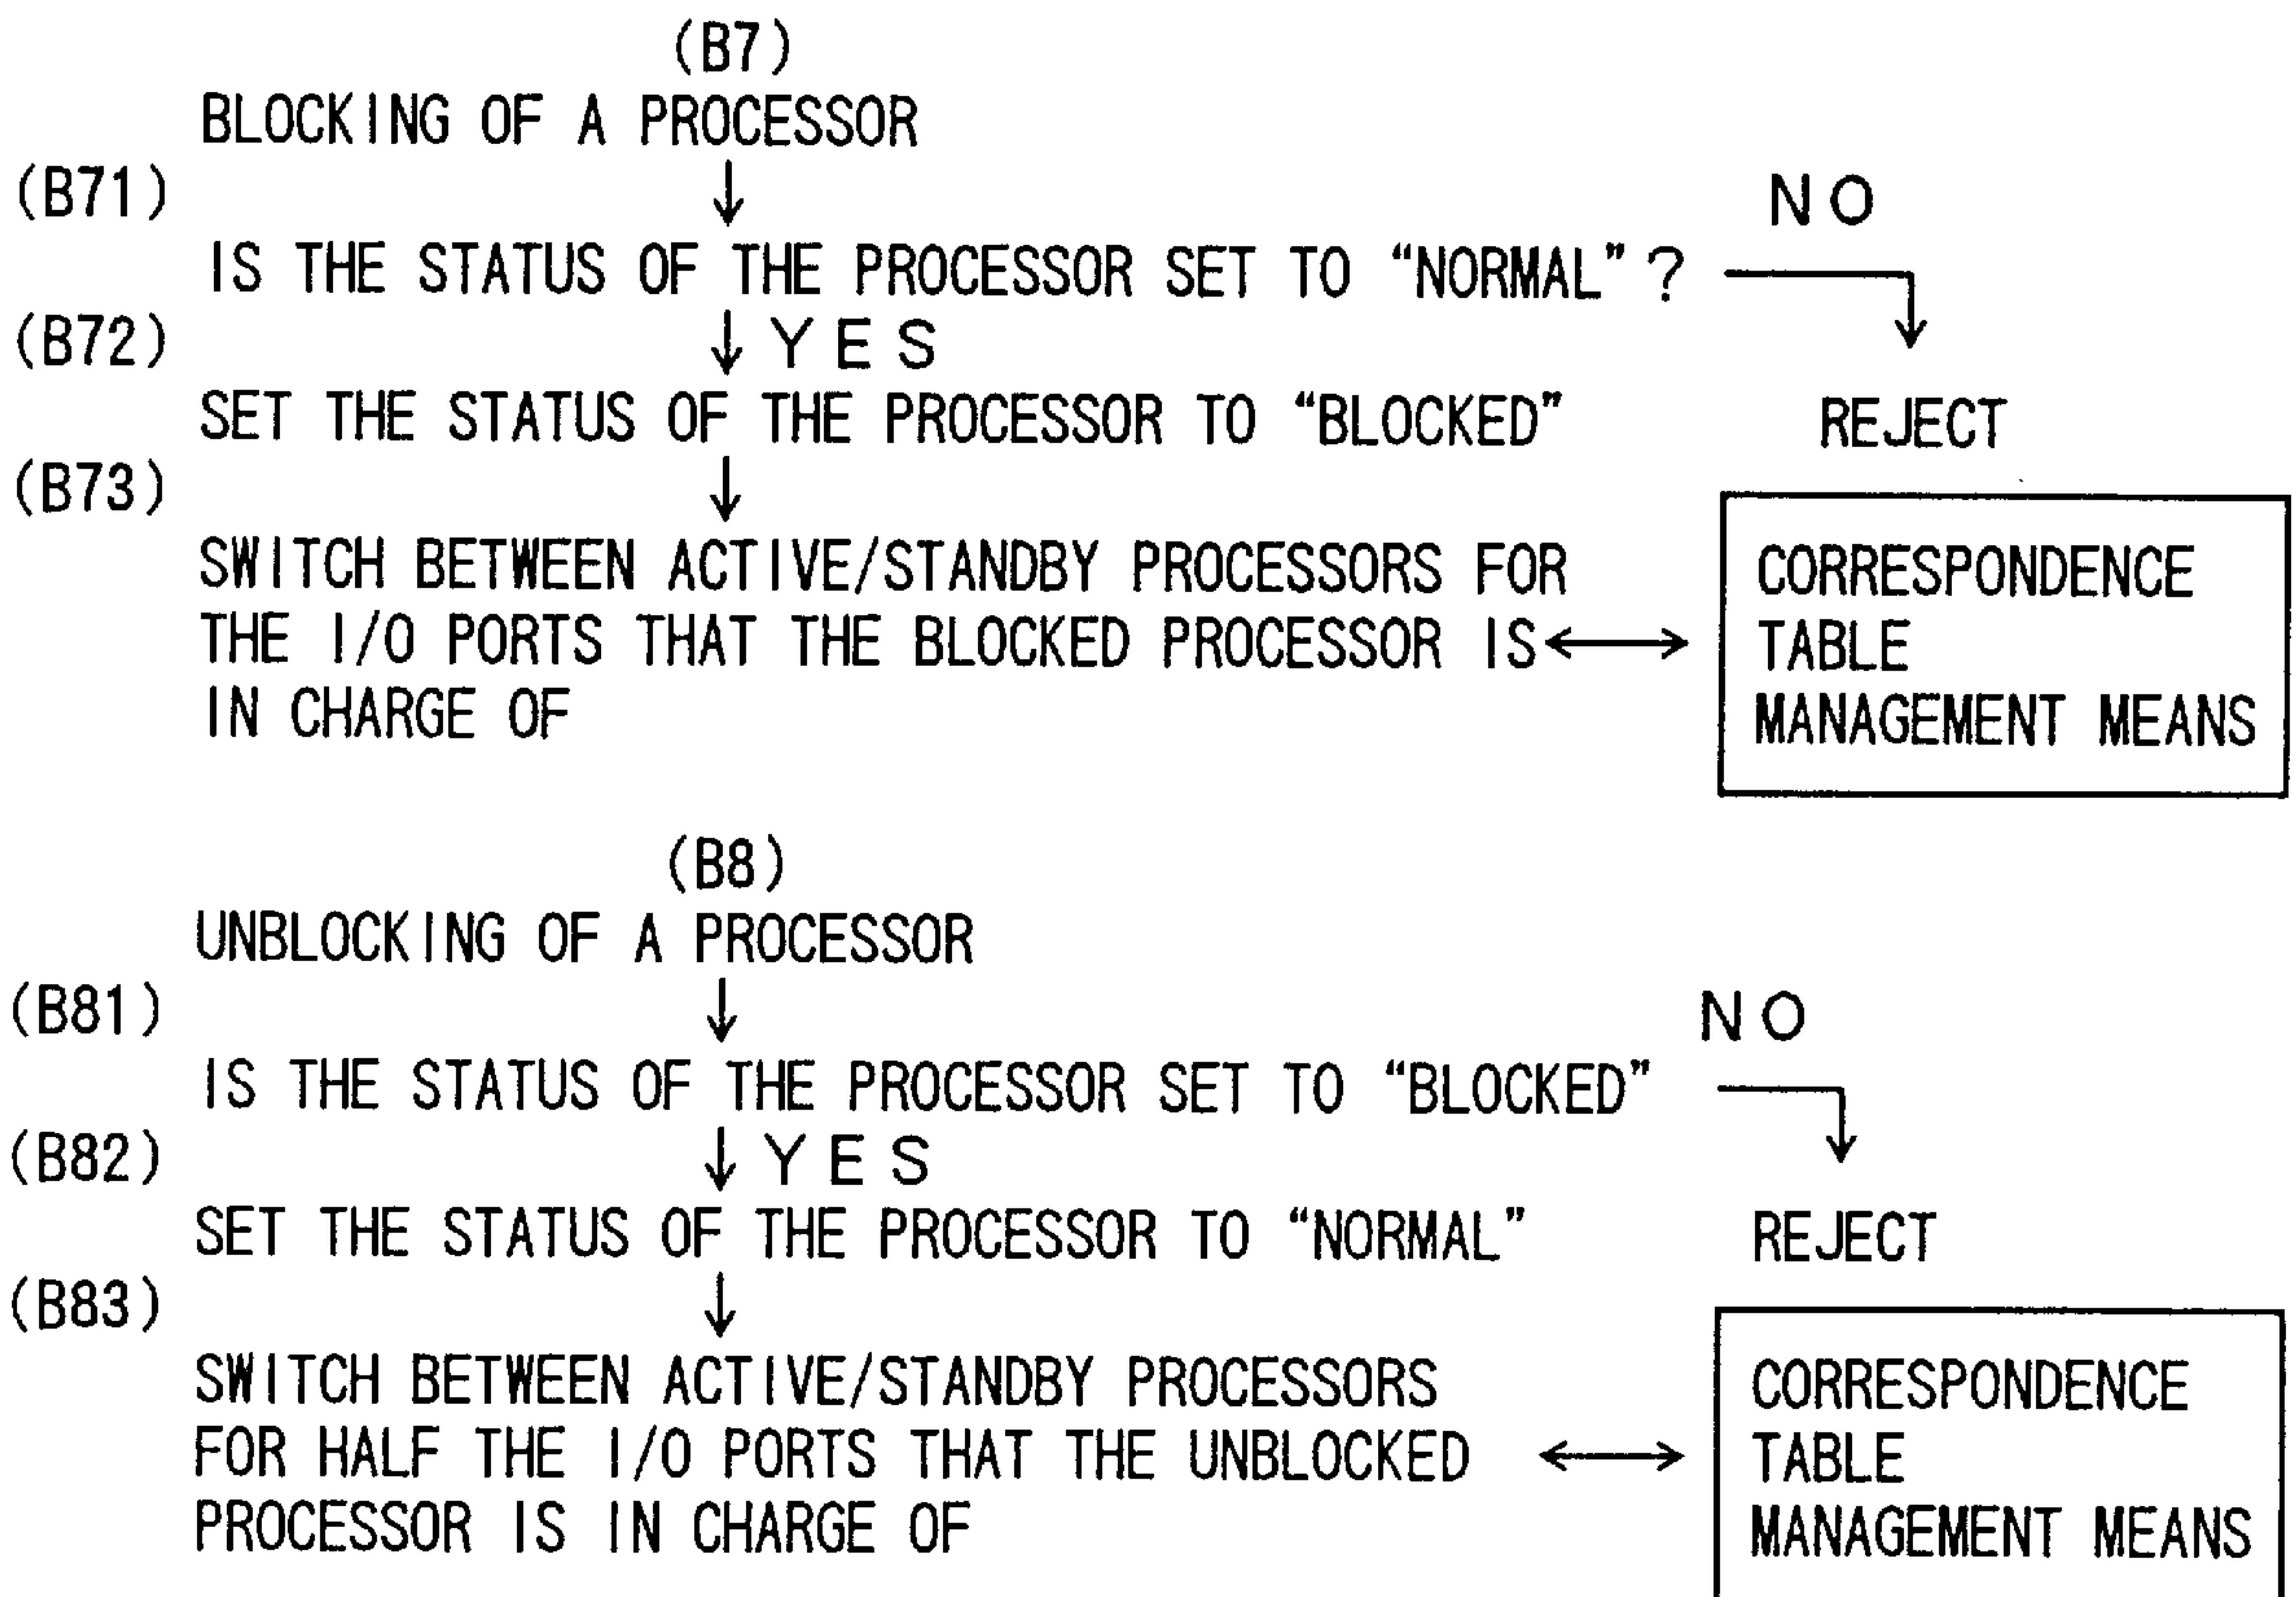 (B7)
BLOCKING OF A PROCESSOR
(B71)
NO
IS THE STATUS OF THE PROCESSOR SET TO “NORMAL”?
(B72)
YES
SET THE STATUS OF THE PROCESSOR TO “BLOCKED”
REJECT
(B73)
SWITCH BETWEEN ACTIVE/STANDBY PROCESSORS FOR
THE I/O PORTS THAT THE BLOCKED PROCESSOR IS
IN CHARGE OF
CORRESPONDENCE
TABLE
MANAGEMENT MEANS
(B8)
UNBLOCKING OF A PROCESSOR
(B81)
NO
IS THE STATUS OF THE PROCESSOR SET TO “BLOCKED”
(B82)
YES
SET THE STATUS OF THE PROCESSOR TO “NORMAL”
REJECT
(B83)
SWITCH BETWEEN ACTIVE/STANDBY PROCESSORS
FOR HALF THE I/O PORTS THAT THE UNBLOCKED
PROCESSOR IS IN CHARGE OF
CORRESPONDENCE
TABLE
MANAGEMENT MEANS